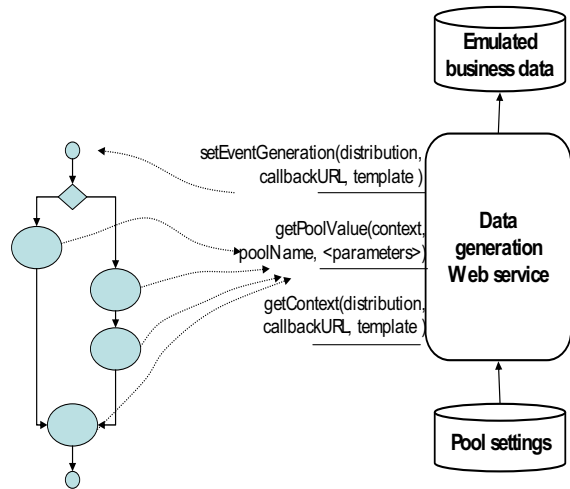 Emulated
business data
setEventGeneration(distribution,
callbackURL, template )
getPoolValue(context,
poolName, <parameters>)
getContext(distribution,
callbackURL, template )
Data
generation
Web service
Pool settings